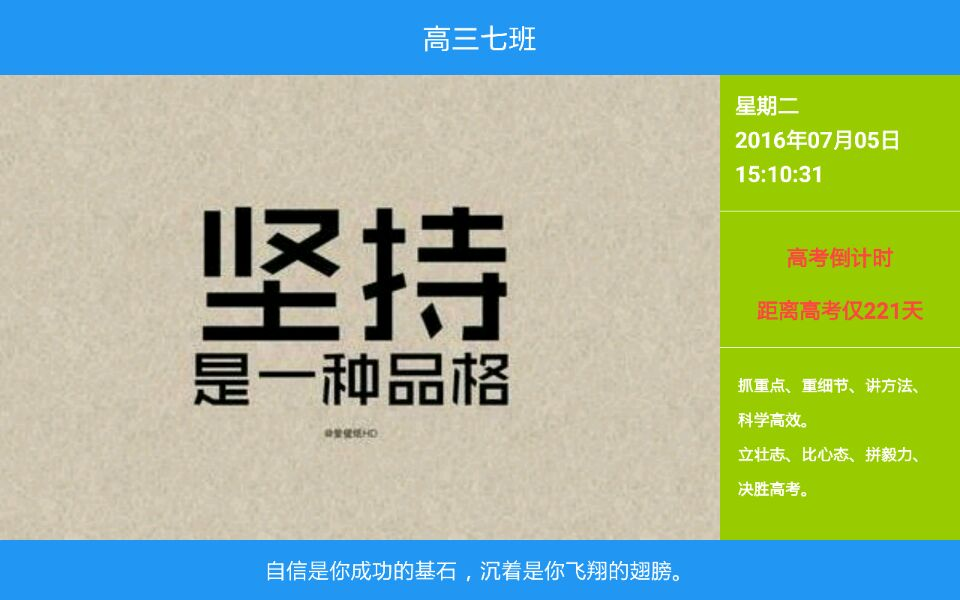 高三七班
坚持
是一种品格
星期二
2016年07月05日
15:10:31
高考倒计时
距离高考仅221天
抓重点、重细节、讲方法、
科学高效。
立壮志、比心态、拼毅力、
决胜高考。
自信是你成功的基石，沉着是你飞翔的翅膀。